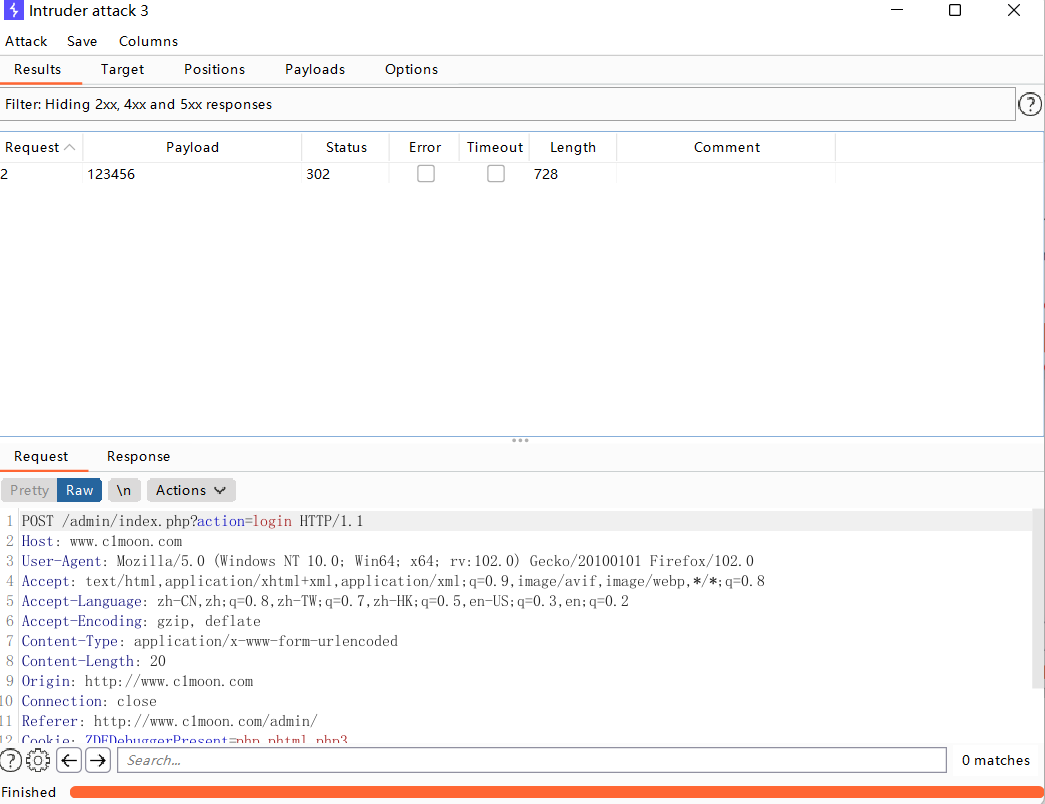 Intruder attack 3
Attack Save Columns
Results Target Positions Payloads Options
Filter: Hiding 2xx, 4xx and 5xx responses
?
Request Payload Status Error Timeout Length Comment
2 123456 302 728
Request Response
Pretty Raw \n Actions
1 POST /admin/index.php?action=login HTTP/1.1
2 Host: www.c1moon.com
3 User-Agent: Mozilla/5.0 (Windows NT 10.0; Win64; x64; rv:102.0) Gecko/20100101 Firefox/102.0
4 Accept: text/html,application/xhtml+xml,application/xml;q=0.9,image/avif,image/webp,*/*;q=0.8
5 Accept-Language: zh-CN,zh;q=0.8,zh-TW;q=0.7,zh-HK;q=0.5,en-US;q=0.3,en;q=0.2
6 Accept-Encoding: gzip, deflate
7 Content-Type: application/x-www-form-urlencoded
8 Content-Length: 20
9 Origin: http://www.c1moon.com
10 Connection: close
11 Referer: http://www.c1moon.com/admin/
12 Cookie: ZDEDebuggerPresent=php,phtml,php3
? Search... 0 matches
Finished